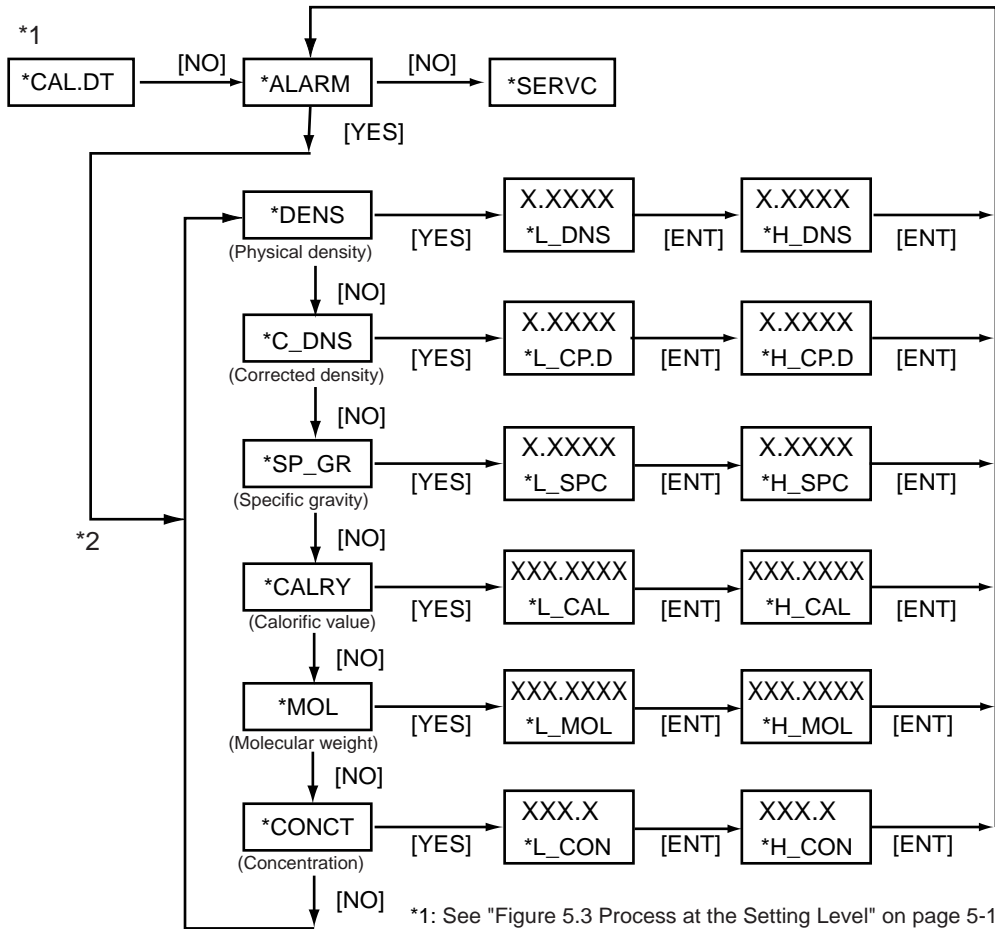 *1
*CAL.DT
[NO]
*ALARM
[NO]
*SERVC
[YES]
*DENS
(Physical density)
[YES]
X.XXXX
*L_DNS
[ENT]
X.XXXX
*H_DNS
[ENT]
[NO]
*C_DNS
(Corrected density)
[YES]
X.XXXX
*L_CP.D
[ENT]
X.XXXX
*H_CP.D
[ENT]
[NO]
*SP_GR
(Specific gravity)
[YES]
X.XXXX
*L_SPC
[ENT]
X.XXXX
*H_SPC
[ENT]
*2
[NO]
*CALRY
(Calorific value)
[YES]
XXX.XXXX
*L_CAL
[ENT]
XXX.XXXX
*H_CAL
[ENT]
[NO]
*MOL
(Molecular weight)
[YES]
XXX.XXXX
*L_MOL
[ENT]
XXX.XXXX
*H_MOL
[ENT]
[NO]
*CONCT
(Concentration)
[YES]
XXX.X
*L_CON
[ENT]
XXX.X
*H_CON
[ENT]
[NO]
*1: See "Figure 5.3 Process at the Setting Level" on page 5-1